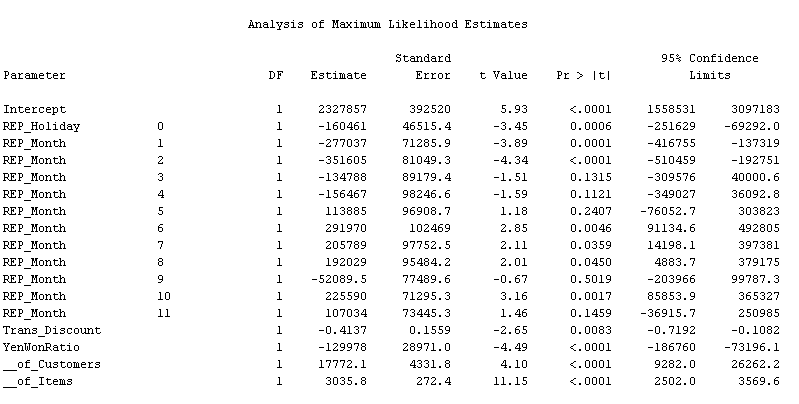 Analysis of Maximum Likelihood Estimates
Standard 95% Confidence
Parameter DF Estimate Error t Value Pr > |t| Limits
Intercept 1 2327857 392520 5.93 <.0001 1558531 3097183
REP_Holiday 0 1 -160461 46515.4 -3.45 0.0006 -251629 -69292.0
REP_Month 1 1 -277037 71285.9 -3.89 0.0001 -416755 -137319
REP_Month 2 1 -351605 81049.3 -4.34 <.0001 -510459 -192751
REP_Month 3 1 -134788 89179.4 -1.51 0.1315 -309576 40000.6
REP_Month 4 1 -156467 98246.6 -1.59 0.1121 -349027 36092.8
REP_Month 5 1 113885 96908.7 1.18 0.2407 -76052.7 303823
REP_Month 6 1 291970 102469 2.85 0.0046 91134.6 492805
REP_Month 7 1 205789 97752.5 2.11 0.0359 14198.1 397381
REP_Month 8 1 192029 95484.2 2.01 0.0450 4883.7 379175
REP_Month 9 1 -52089.5 77489.6 -0.67 0.5019 -203966 99787.3
REP_Month 10 1 225590 71295.3 3.16 0.0017 85853.9 365327
REP_Month 11 1 107034 73445.3 1.46 0.1459 -36915.7 250985
Trans_Discount 1 -0.4137 0.1559 -2.65 0.0083 -0.7192 -0.1082
YenWonRatio 1 -129978 28971.0 -4.49 <.0001 -186760 -73196.1
__of_Customers 1 17772.1 4331.8 4.10 <.0001 9282.0 26262.2
__of_Items 1 3035.8 272.4 11.15 <.0001 2502.0 3569.6